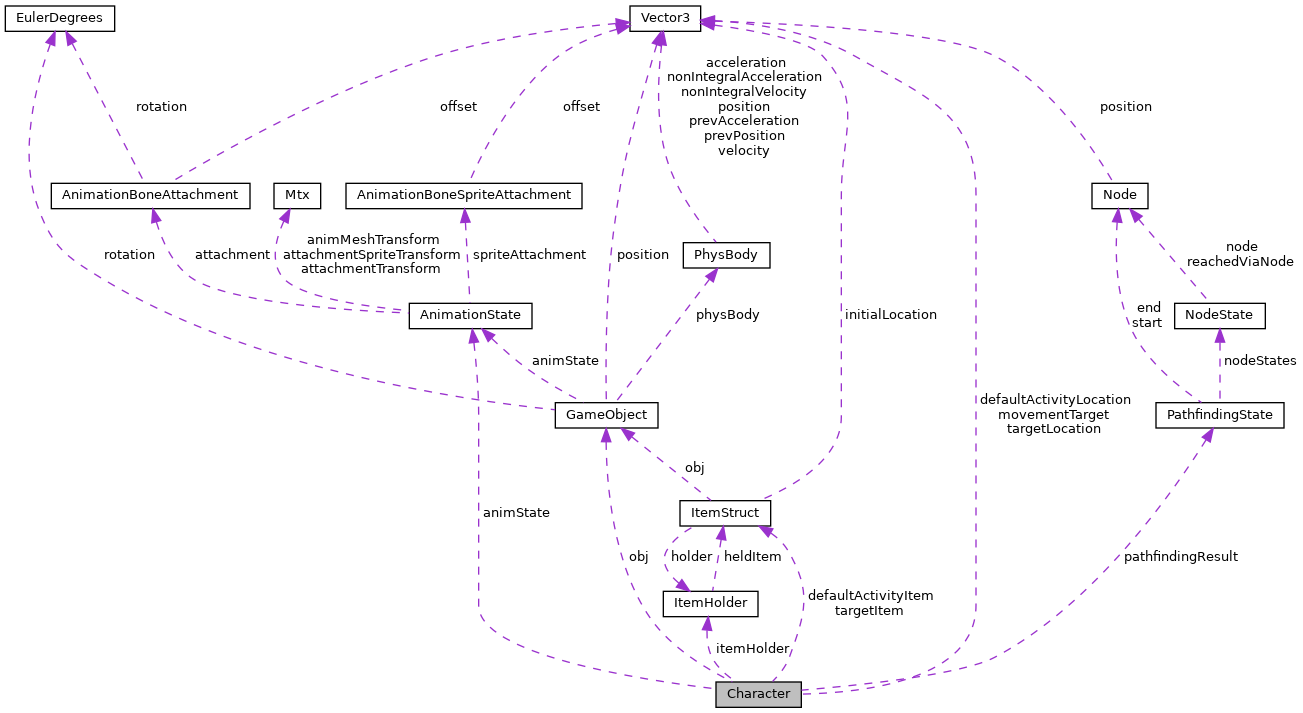 EulerDegrees
Vector3
acceleration
nonIntegralAcceleration
nonIntegralVelocity
position
prevAcceleration
prevPosition
velocity
rotation
offset
offset
position
AnimationBoneAttachment
Mtx
AnimationBoneSpriteAttachment
Node
rotation
attachment
animMeshTransform
attachmentSpriteTransform
attachmentTransform
spriteAttachment
position
PhysBody
node
reachedViaNode
AnimationState
physBody
initialLocation
end
start
NodeState
animState
nodeStates
GameObject
defaultActivityLocation
movementTarget
targetLocation
PathfindingState
obj
animState
ItemStruct
obj
holder
heldItem
pathfindingResult
ItemHolder
defaultActivityItem
targetItem
itemHolder
Character